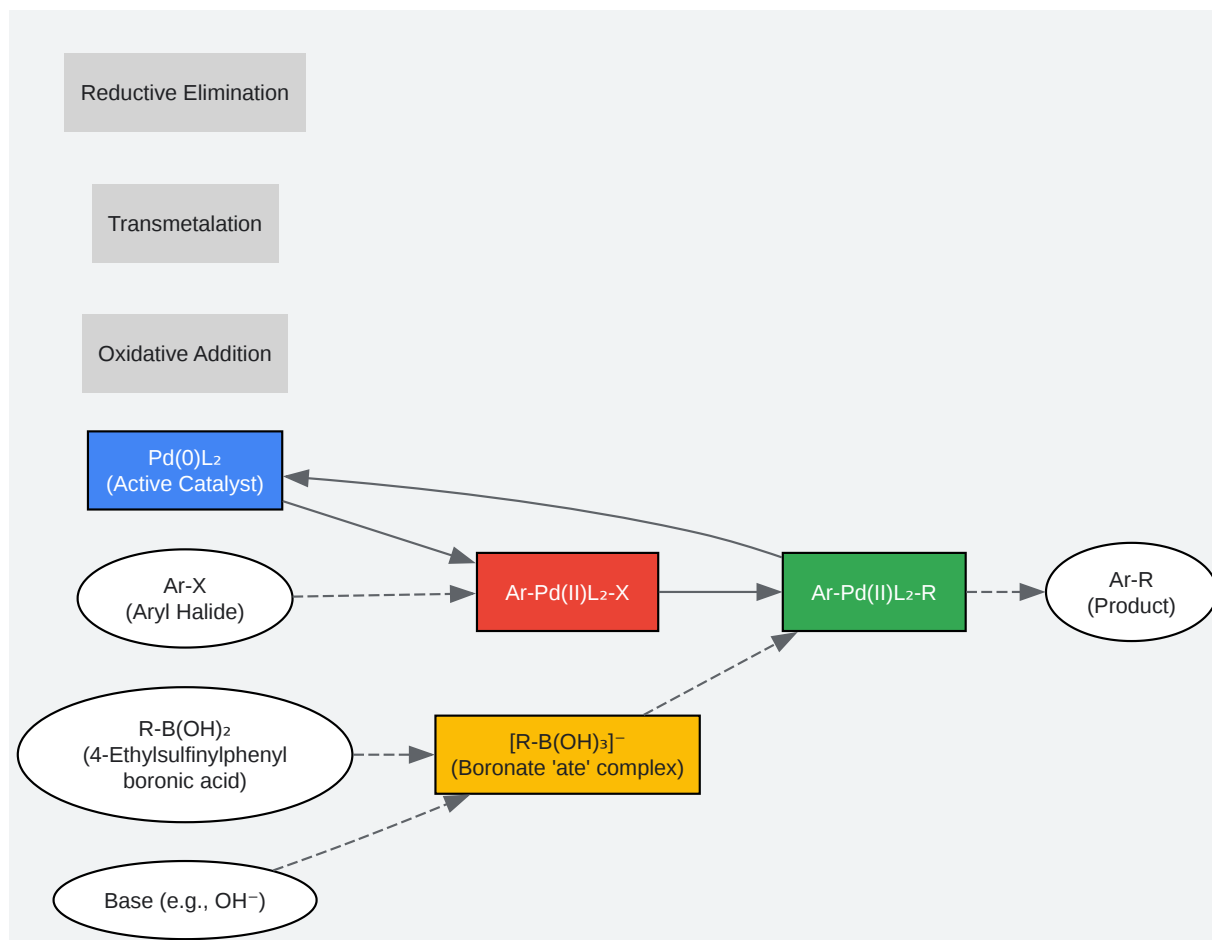 Reductive Elimination
Transmetalation
Oxidative Addition
Pd(0)L₂
(Active Catalyst)
Ar-X
(Aryl Halide)
Ar-Pd(II)L₂-X
Ar-Pd(II)L₂-R
Ar-R
(Product)
R-B(OH)₂
(4-Ethylsulfinylphenyl
boronic acid)
[R-B(OH)₃]⁻
(Boronate 'ate' complex)
Base (e.g., OH⁻)